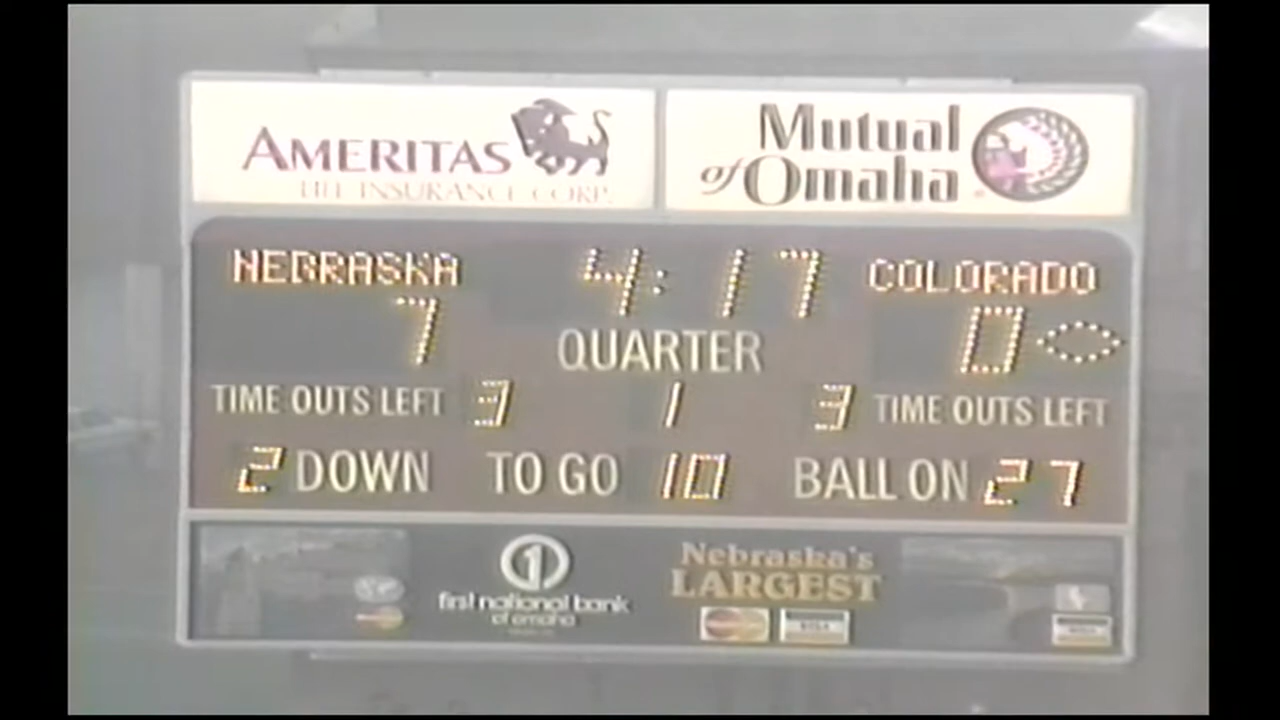 AMERITAS
LIFE INSURANCE CORP.
Mutual
of Omaha
NEBRASKA 4:17 COLORADO
7 QUARTER 0
TIME OUTS LEFT 3 1 3 TIME OUTS LEFT
2 DOWN TO GO 10 BALL ON 27
1
first national bank
of omaha
Nebraska's
LARGEST
VISA